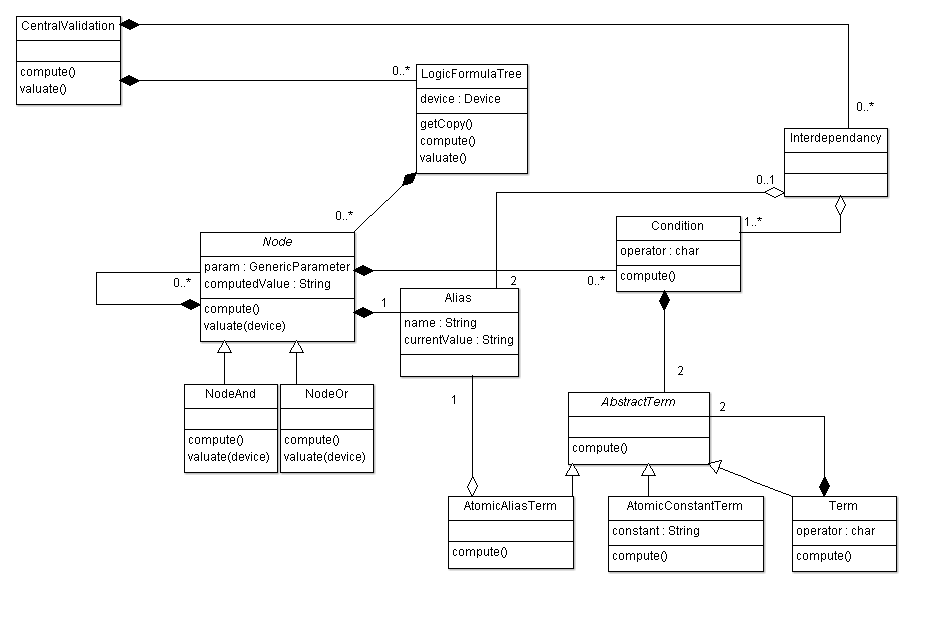 CentralValidation
compute()
valuate()
0..*
LogicFormulaTree
device : Device
getCopy()
compute()
valuate()
0..*
Interdependancy
0..1
0..*
Node
param : GenericParameter
computedValue : String
compute()
valuate(device)
0..*
1..*
Condition
operator : char
compute()
0..*
2
1
Alias
name : String
currentValue : String
NodeAnd
compute()
valuate(device)
NodeOr
compute()
valuate(device)
1
2
AbstractTerm
compute()
2
AtomicAliasTerm
compute()
AtomicConstantTerm
constant : String
compute()
Term
operator : char
compute()